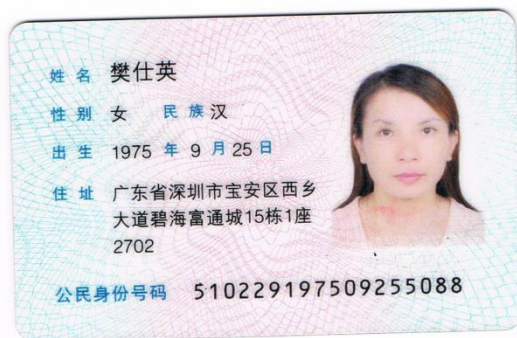 姓名 樊仕英
性别 女 民族 汉
出生 1975 年 9 月 25 日
住址 广东省深圳市宝安区西乡
大道碧海富通城15栋1座
2702
公民身份号码 510229197509255088